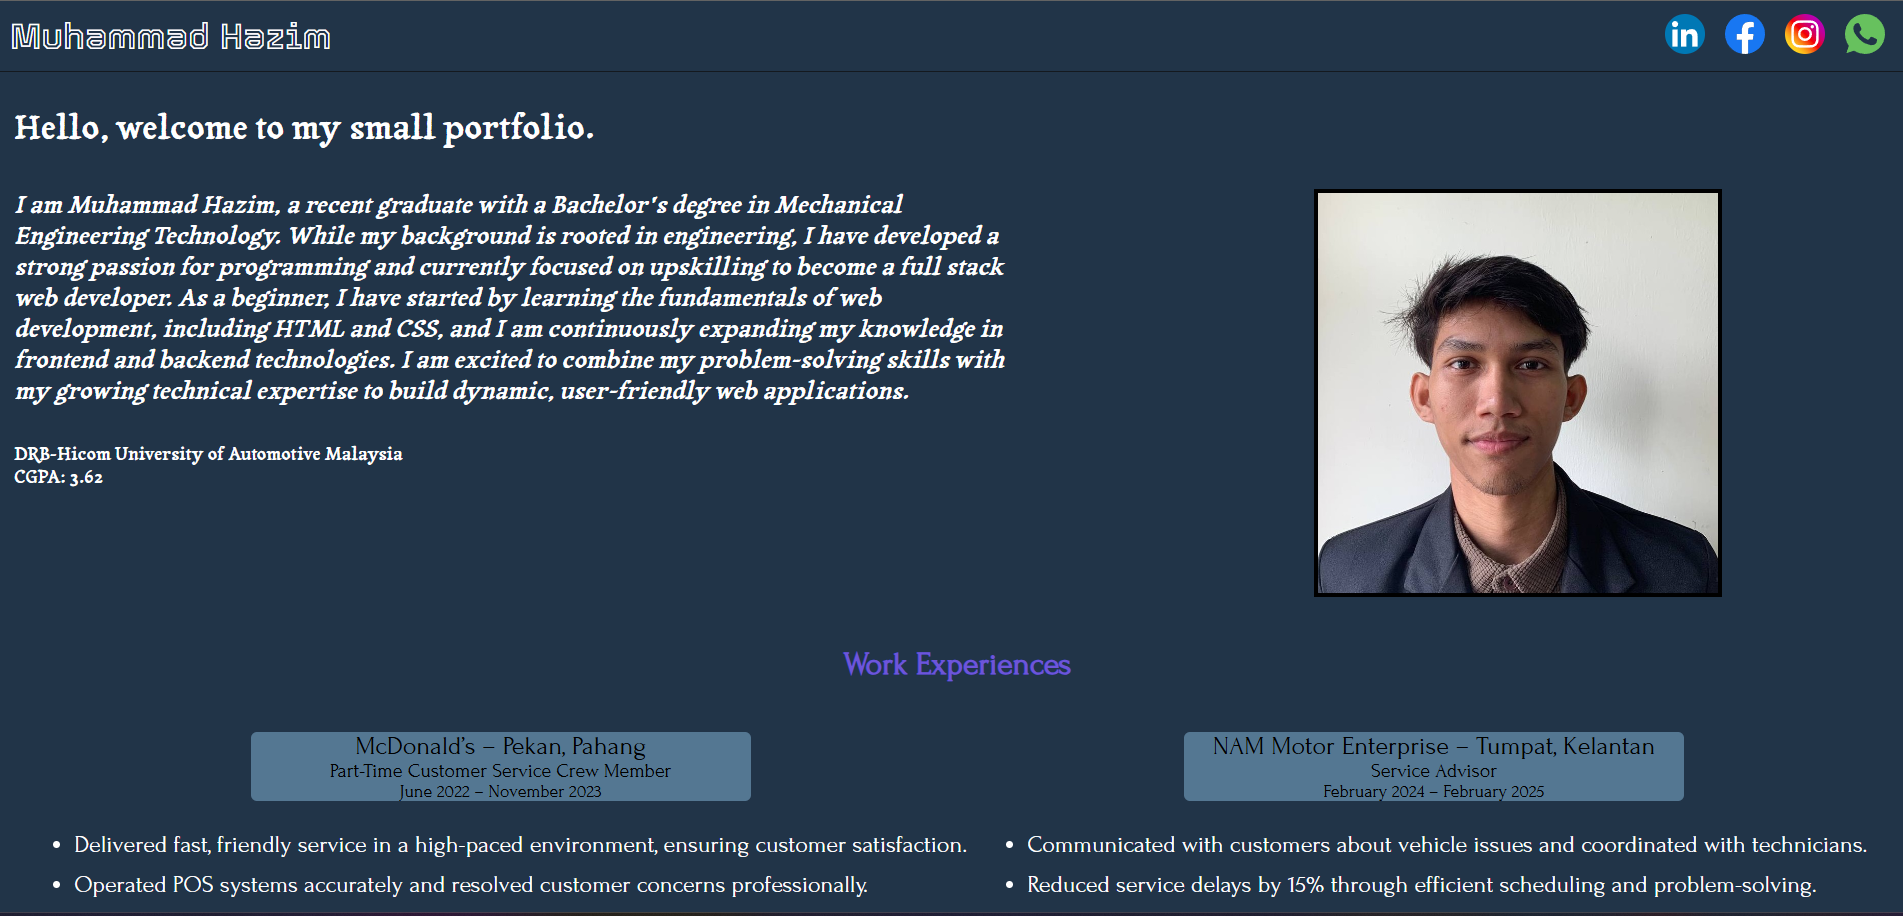 Muhammad Hazim
in
Hello, welcome to my small portfolio.
I am Muhammad Hazim, a recent graduate with a Bachelor's degree in Mechanical
Engineering Technology. While my background is rooted in engineering, I have developed a
strong passion for programming and currently focused on upskilling to become a full stack
web developer. As a beginner, I have started by learning the fundamentals of web
development, including HTML and CSS, and I am continuously expanding my knowledge in
frontend and backend technologies. I am excited to combine my problem-solving skills with
my growing technical expertise to build dynamic, user-friendly web applications.
DRB-Hicom University of Automotive Malaysia
CGPA: 3.62
Work Experiences
McDonald’s – Pekan, Pahang
Part-Time Customer Service Crew Member
June 2022 – November 2023
• Delivered fast, friendly service in a high-paced environment, ensuring customer satisfaction.
• Operated POS systems accurately and resolved customer concerns professionally.
NAM Motor Enterprise – Tumpat, Kelantan
Service Advisor
February 2024 – February 2025
• Communicated with customers about vehicle issues and coordinated with technicians.
• Reduced service delays by 15% through efficient scheduling and problem-solving.